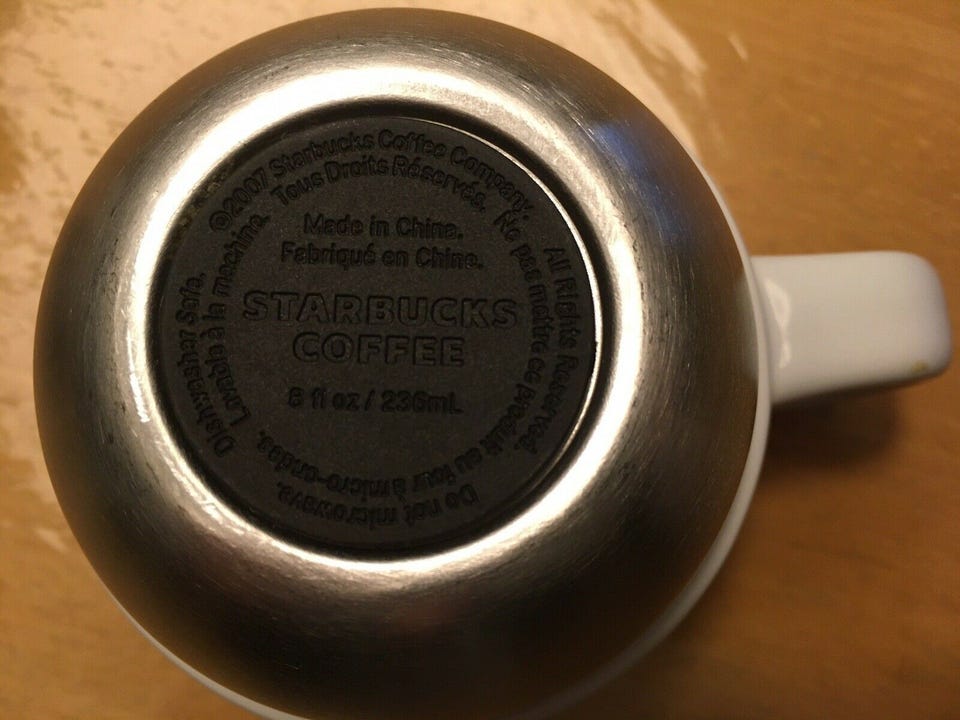 ©2007 Starbucks Coffee Company. All Rights Reserved.
Do not microwave.
Dishwasher Safe.
Tous Droits Réservés. Ne pas mettre ce produit au four à micro-ondes.
Lavable à la machine.
Made in China.
Fabriqué en Chine.
STARBUCKS
COFFEE
8 fl oz / 236mL